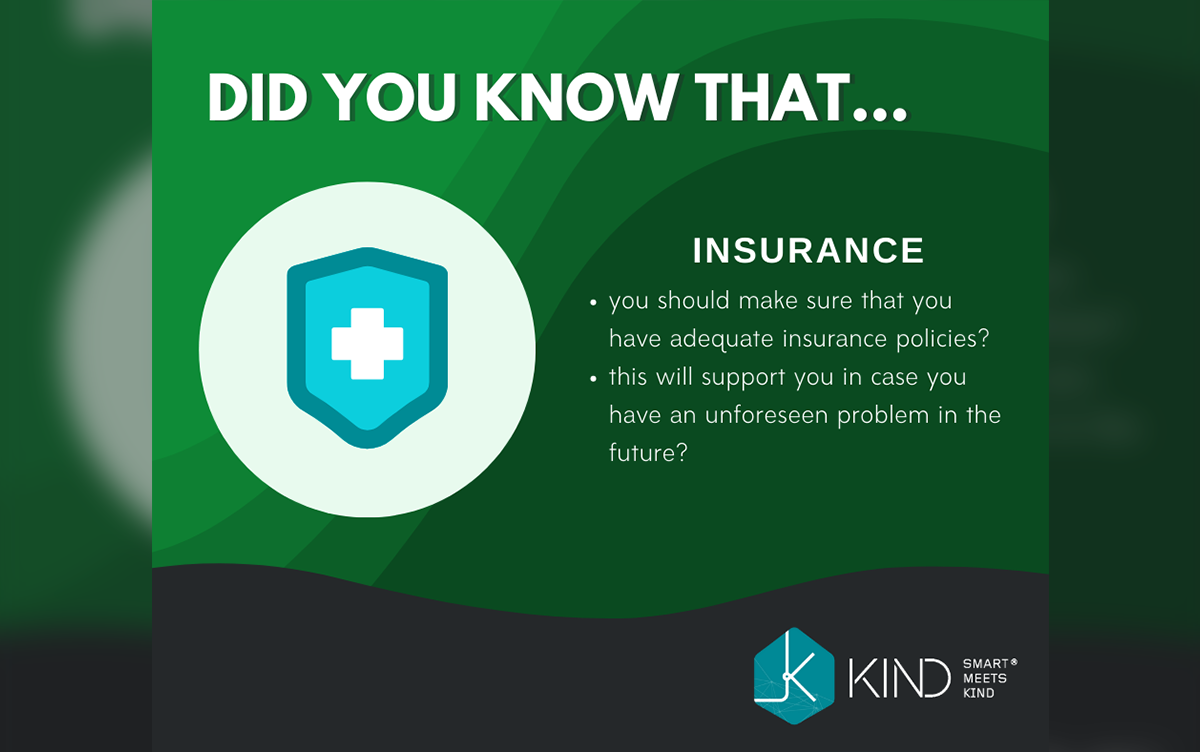 DID YOU KNOW THAT...
INSURANCE
• you should make sure that you
have adequate insurance policies?
• this will support you in case you
have an unforeseen problem in the
future?
KIND
SMART®
MEETS
KIND